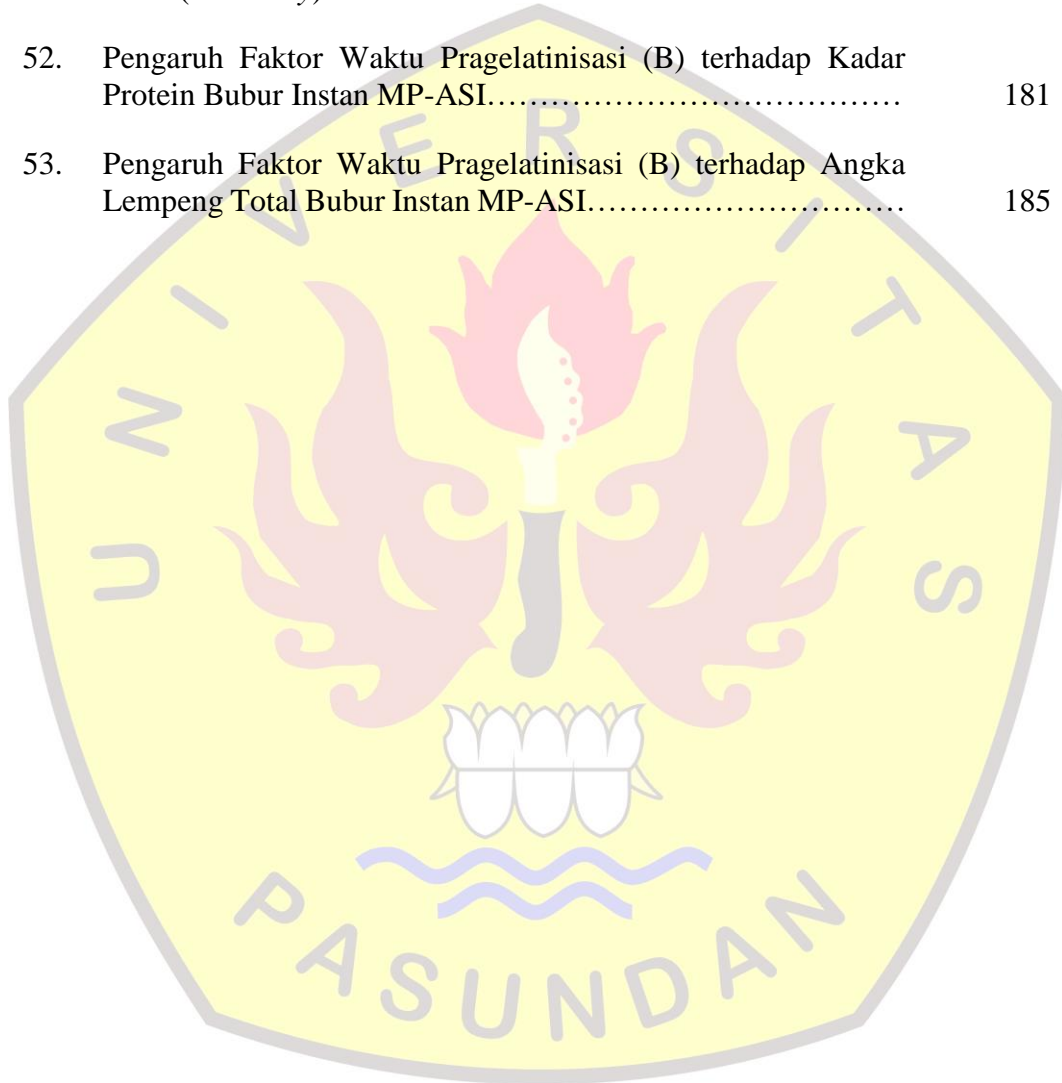 52. Pengaruh Faktor Waktu Pragelatinisasi (B) terhadap Kadar
Protein Bubur Instan MP-ASI………………………………… 181
53. Pengaruh Faktor Waktu Pragelatinisasi (B) terhadap Angka
Lempeng Total Bubur Instan MP-ASI………………………… 185
UNIVERSITAS
PASUNDAN